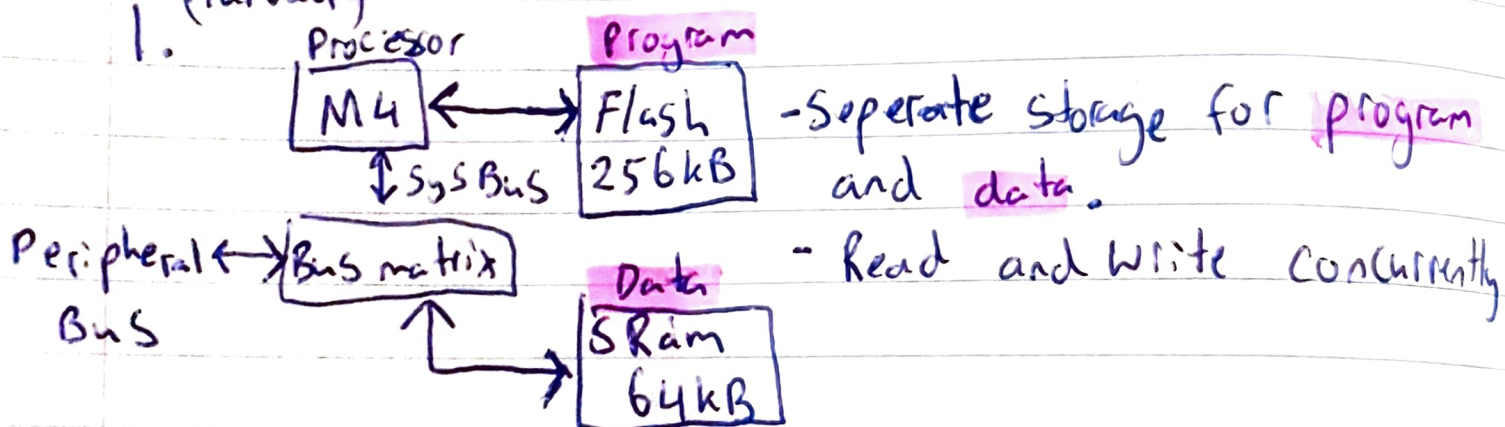 1.
Processor
M4
Program
Flash
256kB
- Seperate storage for program
and data.
SysBus
Peripheral
Bus
Bus matrix
- Read and write concurrently
Data
SRam
64kB